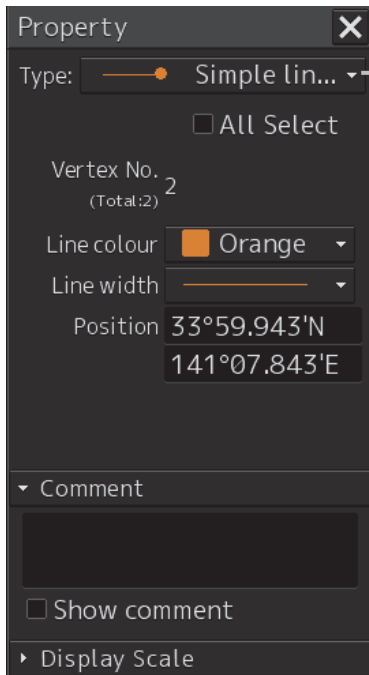 Property
Type: Simple lin...
All Select
Vertex No. 2
(Total:2)
Line colour Orange
Line width
Position 33°59.943'N
141°07.843'E
Comment
Show comment
Display Scale